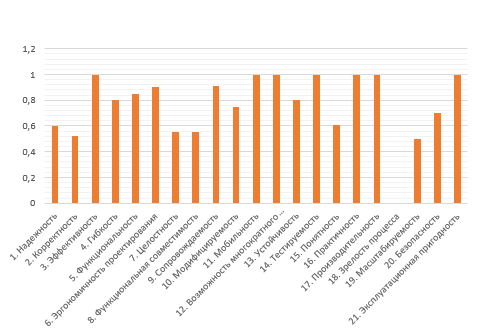 1,2
1
0,8
0,6
0,4
0,2
0
1. Надежность
2. Корректность
3. Эффективность
4. Гибкость
5. Функциональность
6. Эргономичность проектирования
7. Целостность
8. Функциональная совместимость
9. Сопровождаемость
10. Модифицируемость
11. Мобильность
12. Возможность многократного…
13. Устойчивость
14. Тестируемость
15. Понятность
16. Практичность
17. Производительность
18. Зрелость процесса
19. Масштабируемость
20. Безопасность
21. Эксплуатационная пригодность